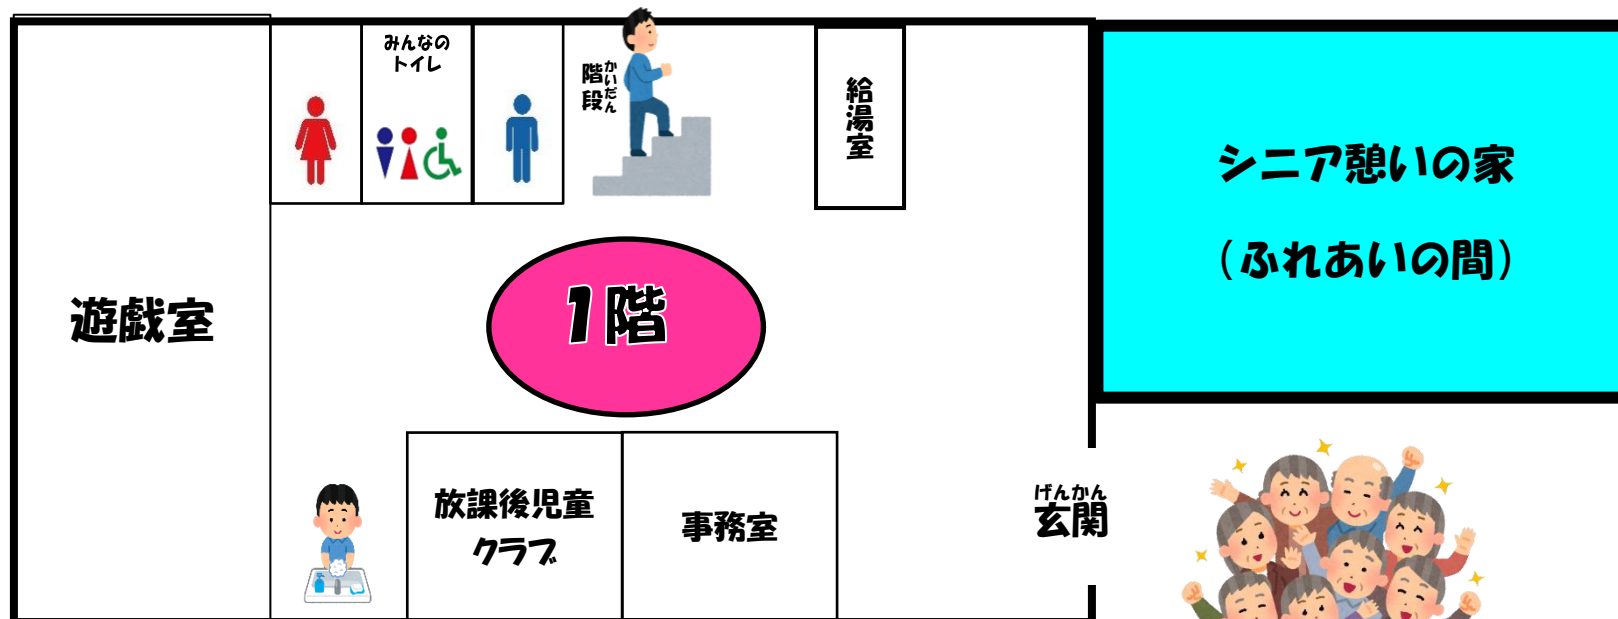 みんなの
トイレ
階段
かいだん
給湯室
シニア憩いの家
（ふれあいの間）
遊戯室
1階
放課後児童
クラブ
事務室
げんかん
玄関